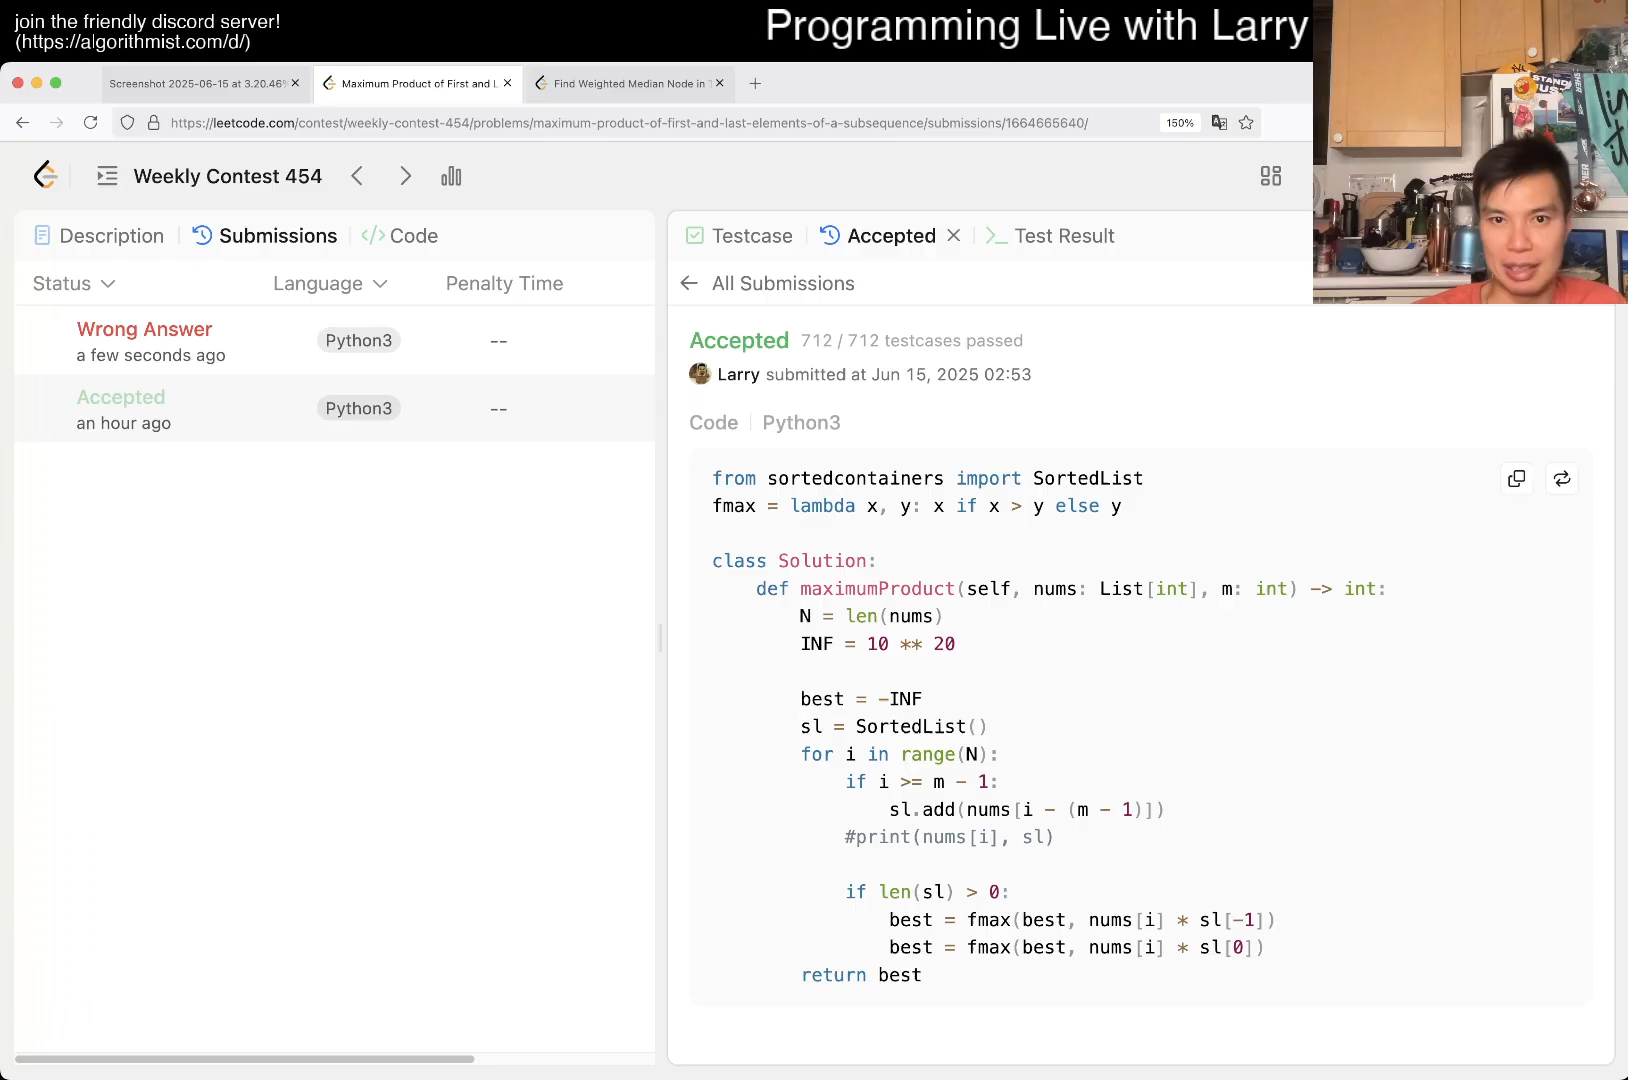 join the friendly discord server!
(https://algorithmist.com/d/)
Programming Live with Larry
Screenshot 2025-06-15 at 3.20.46
Maximum Product of First and L
Find Weighted Median Node in T
https://leetcode.com/contest/weekly-contest-454/problems/maximum-product-of-first-and-last-elements-of-a-subsequence/submissions/1664665640/
150%
Weekly Contest 454
Description
Submissions
</> Code
Status
Language
Penalty Time
Wrong Answer
a few seconds ago
Python3
--
Accepted
an hour ago
Python3
--
Testcase
Accepted
Test Result
All Submissions
Accepted 712 / 712 testcases passed
Larry submitted at Jun 15, 2025 02:53
Code | Python3
from sortedcontainers import SortedList
fmax = lambda x, y: x if x > y else y
class Solution:
    def maximumProduct(self, nums: List[int], m: int) -> int:
        N = len(nums)
        INF = 10 ** 20
        best = -INF
        sl = SortedList()
        for i in range(N):
            if i >= m - 1:
                sl.add(nums[i - (m - 1)])
            #print(nums[i], sl)
            if len(sl) > 0:
                best = fmax(best, nums[i] * sl[-1])
                best = fmax(best, nums[i] * sl[0])
        return best